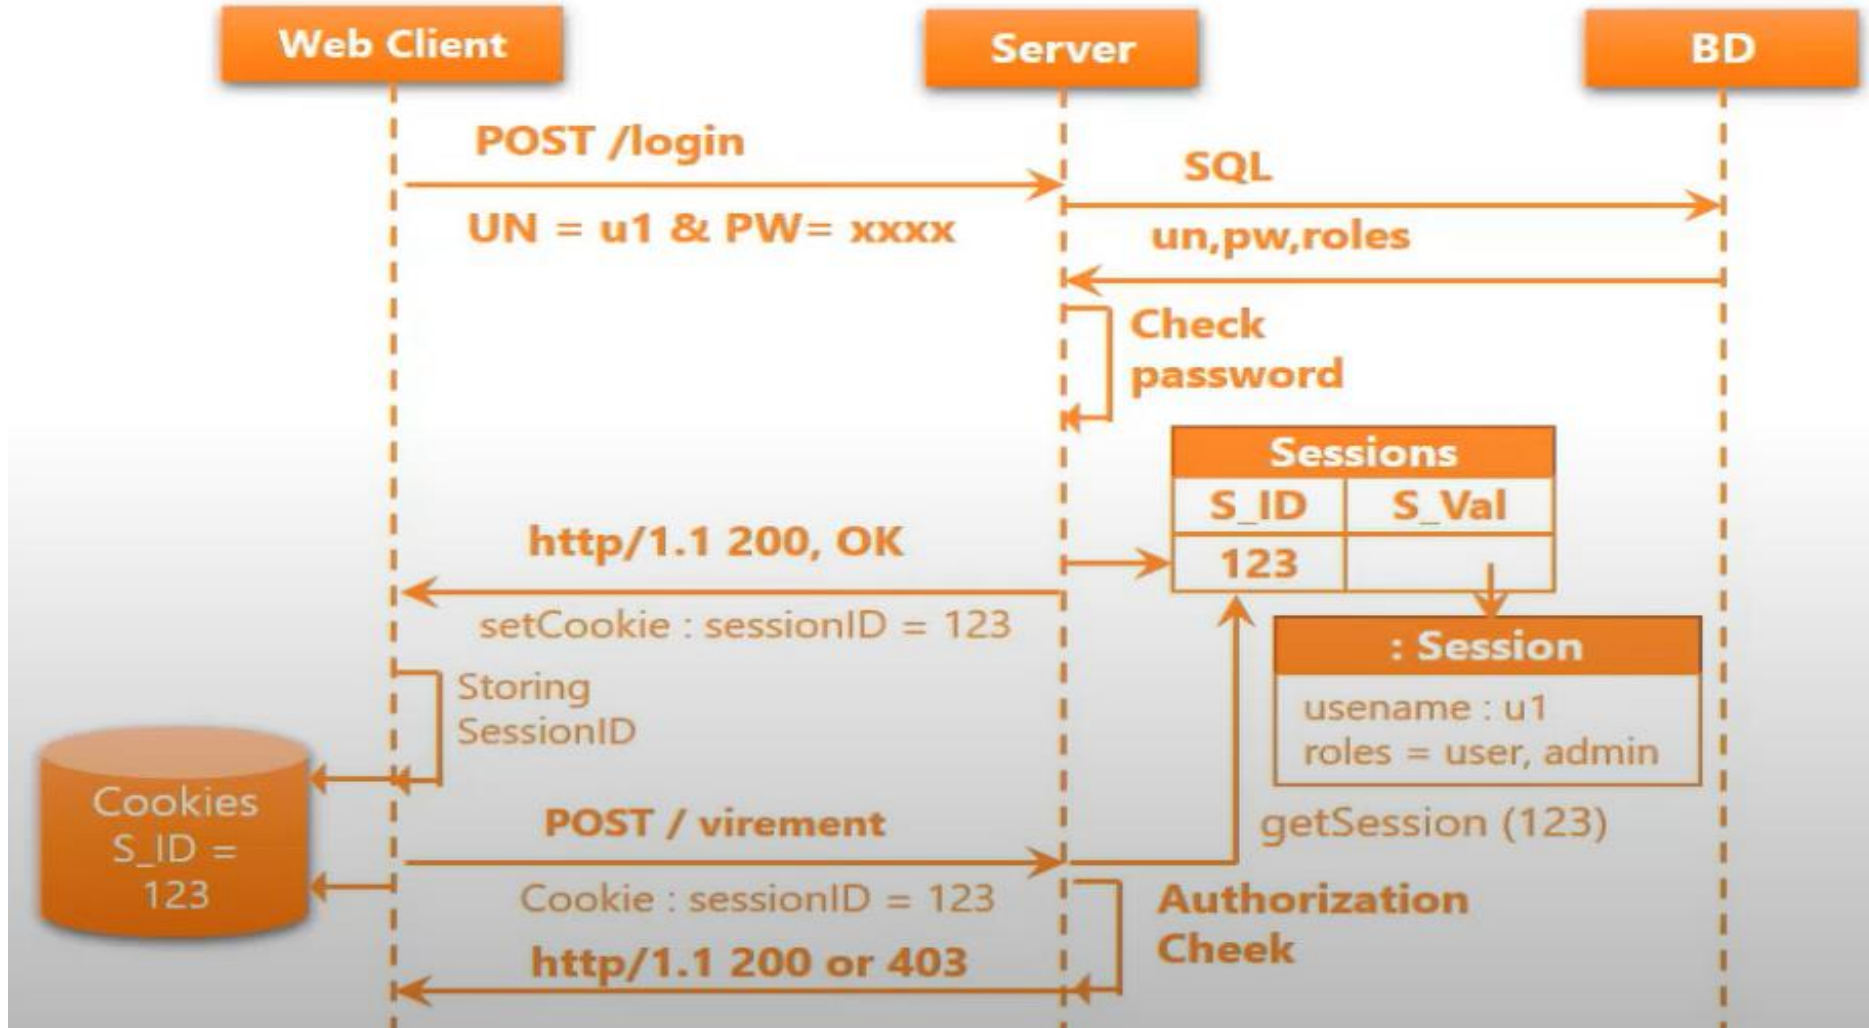 Web Client
Server
BD
POST /login
SQL
UN = u1 & PW= xxxx
un,pw,roles
Check
password
Sessions
S_ID
S_Val
http/1.1 200, OK
123
setCookie : sessionID = 123
: Session
Storing
SessionID
usename : u1
roles = user, admin
Cookies
S_ID =
123
POST / virement
getSession (123)
Cookie : sessionID = 123
Authorization
Cheek
http/1.1 200 or 403